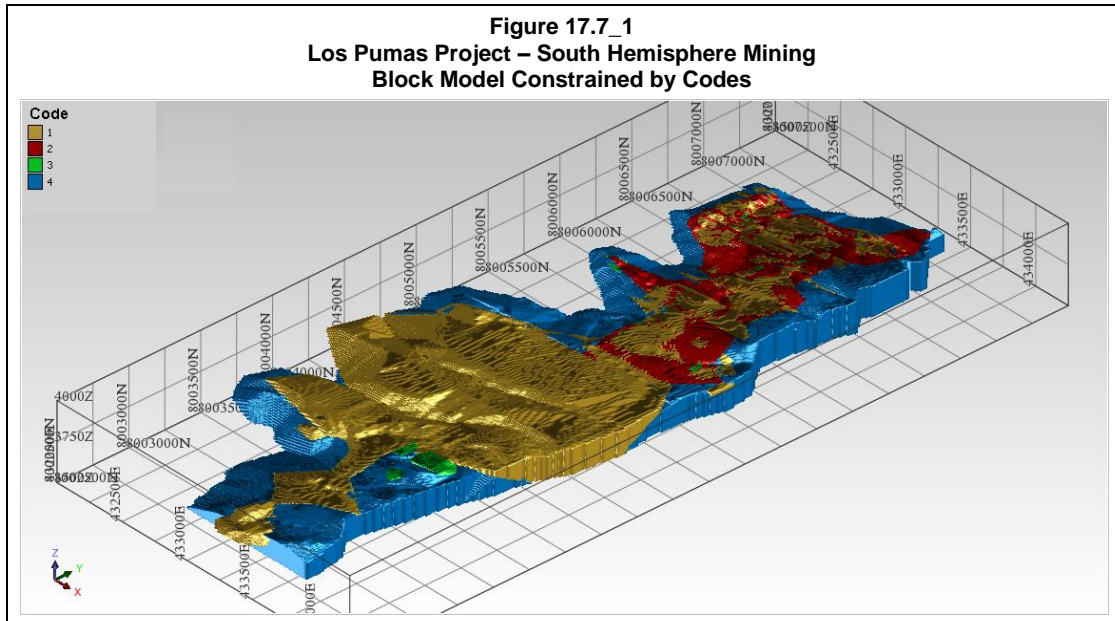 Figure 17.7_1
Los Pumas Project – South Hemisphere Mining
Block Model Constrained by Codes
Code
1
2
3
4
8007000N
8007000N
8006500N
8006500N
8006000N
8006000N
8005500N
8005500N
8005000N
8004000N
8003500N
8003000N
8003000N
4000Z
3750Z
432500E
433000E
433500E
434000E
432500E
433000E
433500E
Z
Y
X